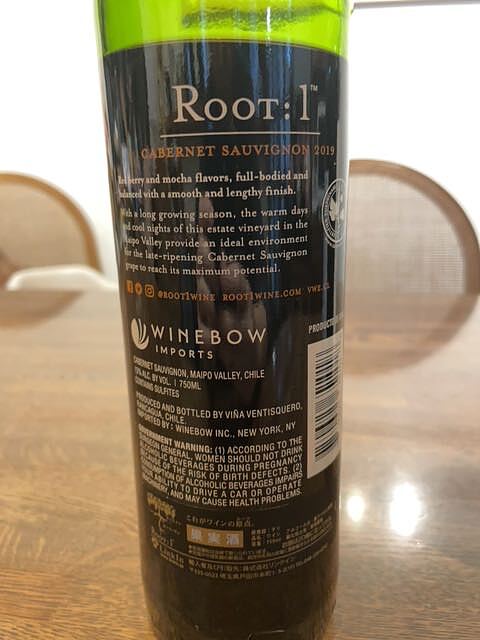 ROOT:1™
CABERNET SAUVIGNON 2019
Red berry and mocha flavors, full-bodied and
balanced with a smooth and lengthy finish.
With a long growing season, the warm days
and cool nights of this estate vineyard in the
Maipo Valley provide an ideal environment
for the late-ripening Cabernet Sauvignon
grape to reach its maximum potential.
@ROOT1WINE ROOT1WINE.COM VWE.CL
WINEBOW
IMPORTS
PRODUCT
CABERNET SAUVIGNON, MAIPO VALLEY, CHILE
ALC. BY VOL. | 750ML
CONTAINS SULFITES
PRODUCED AND BOTTLED BY VIÑA VENTISQUERO,
RANCAGUA, CHILE.
IMPORTED BY: WINEBOW INC., NEW YORK, NY
GOVERNMENT WARNING: (1) ACCORDING TO THE
SURGEON GENERAL, WOMEN SHOULD NOT DRINK
ALCOHOLIC BEVERAGES DURING PREGNANCY
BECAUSE OF THE RISK OF BIRTH DEFECTS. (2)
CONSUMPTION OF ALCOHOLIC BEVERAGES IMPAIRS
YOUR ABILITY TO DRIVE A CAR OR OPERATE
MACHINERY, AND MAY CAUSE HEALTH PROBLEMS.
これがワインの原点。
果実酒